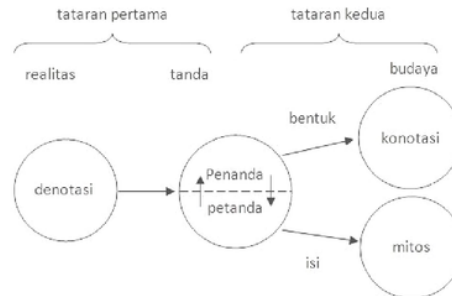 tataran pertama
tataran kedua
realitas
tanda
budaya
bentuk
konotasi
denotasi
Penanda
petanda
mitos
isi